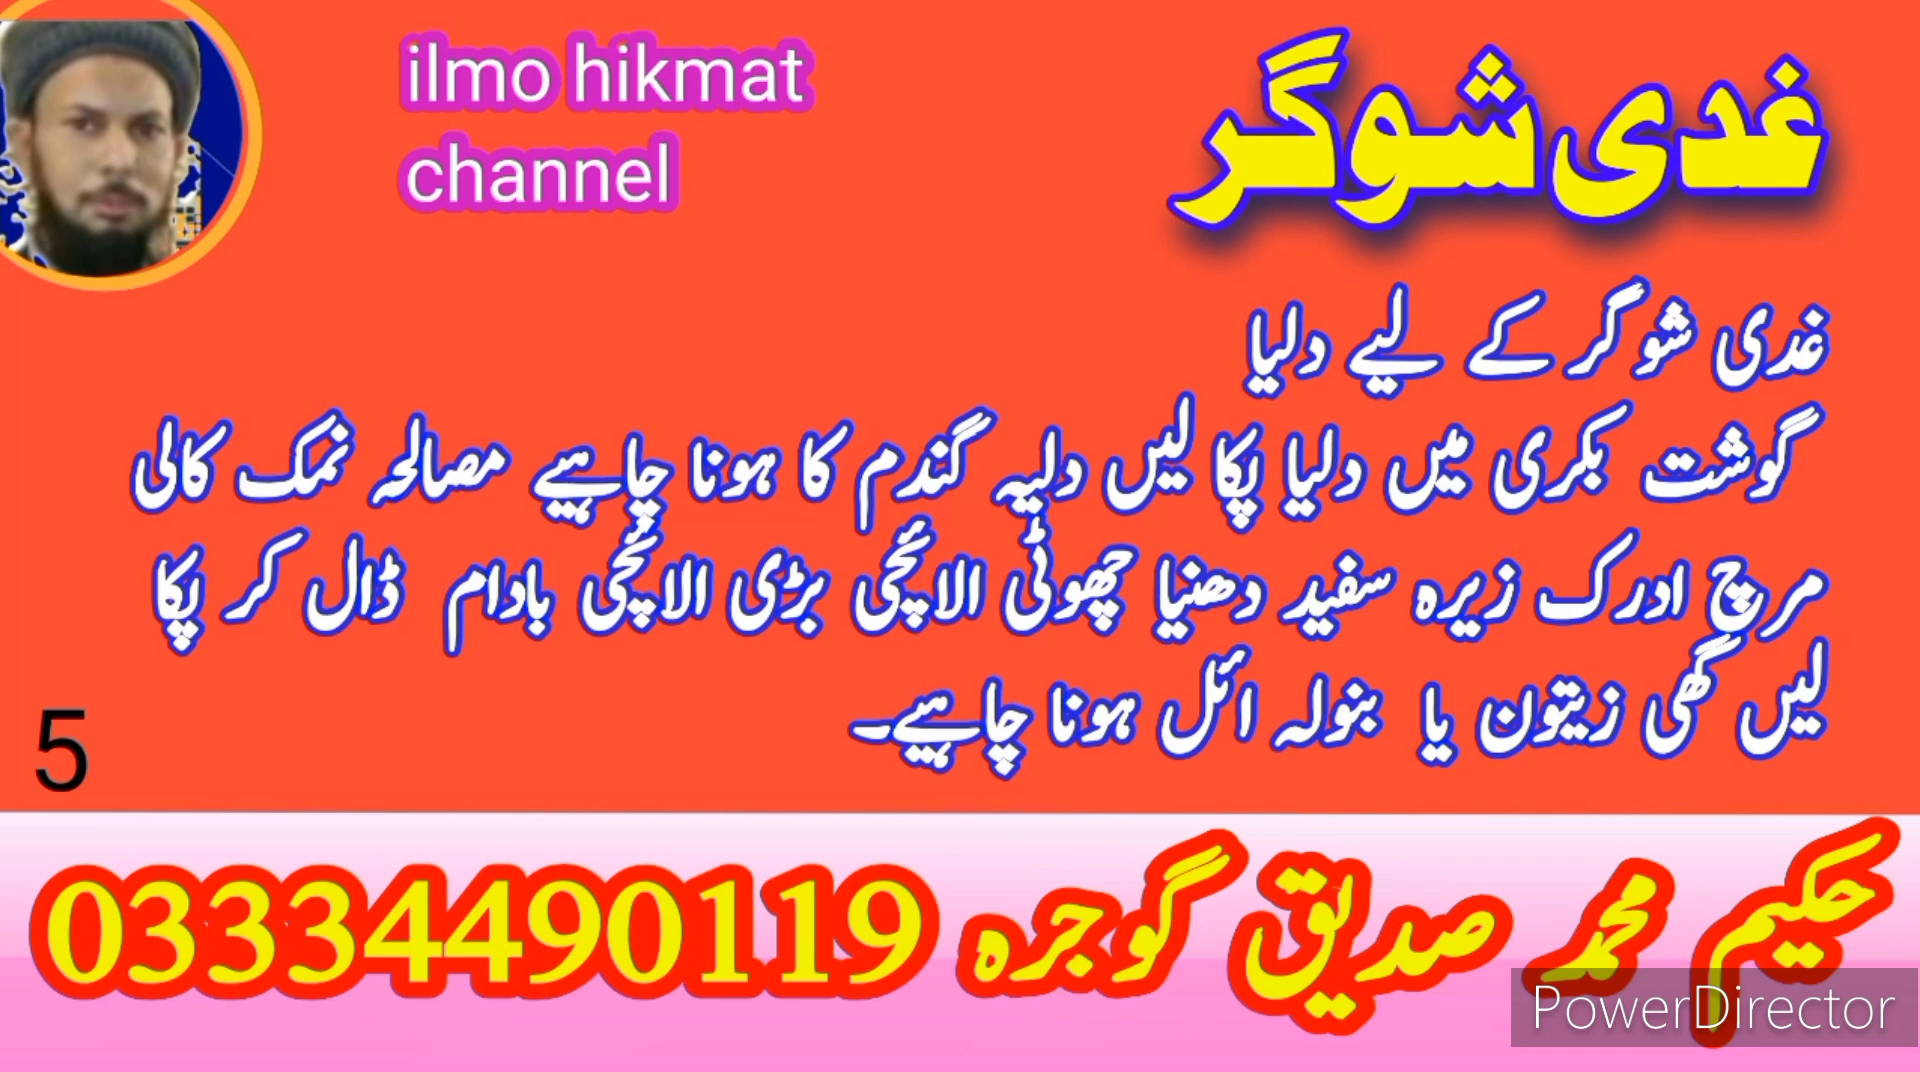 ilmo hikmat
channel
غدی شوگر
غدی شوگر کے لیے دلیا
گوشت بکری میں دلیا پکا لیں دلیہ گندم کا ہونا چاہیے مصالحہ نمک کالی
مرچ ادرک زیرہ سفید دھنیا چھوٹی الائچی بڑی الائچی بادام ڈال کر پکا
لیں گھی زیتون یا بنولہ ائل ہونا چاہیے۔
5
حکیم محمد صدیق گوجرہ 03334490119
PowerDirector